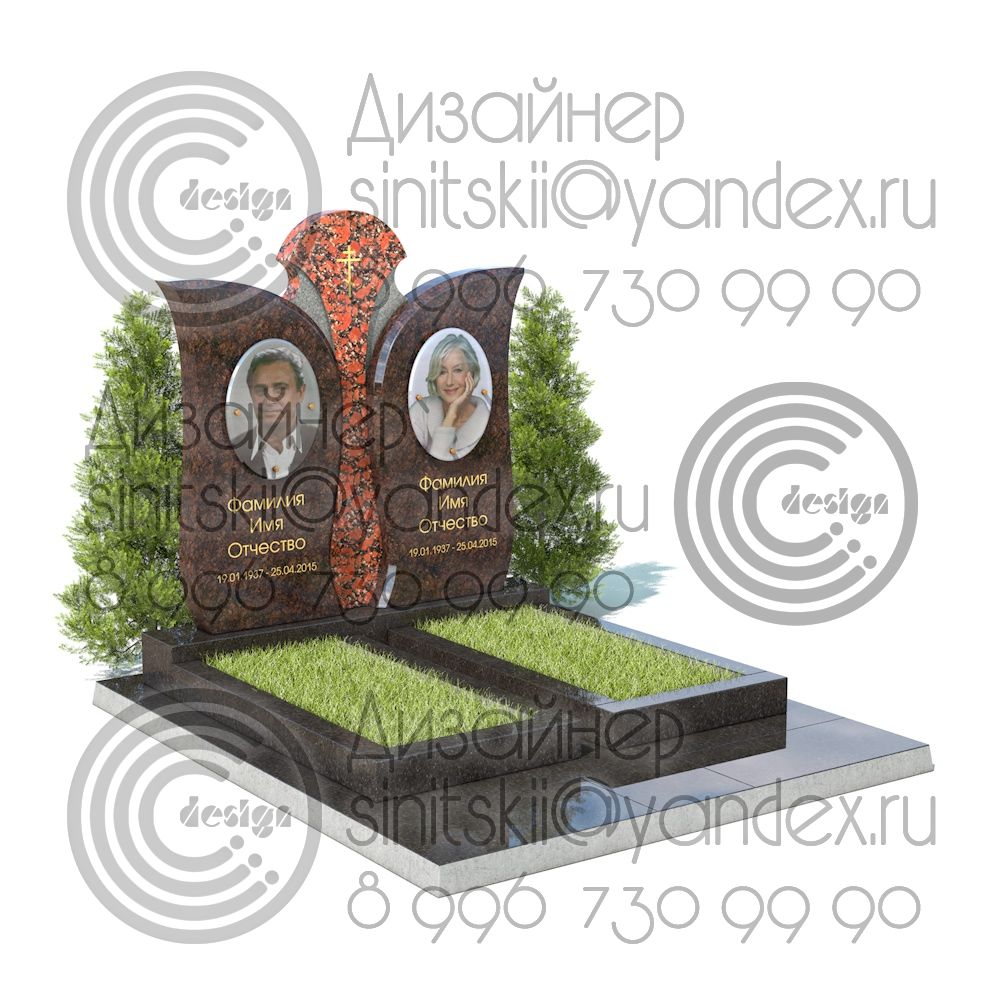 design
Дизайнер
sinitskii@yandex.ru
8 996 730 99 90
Дизайнер
sinitskii@yandex.ru
8 996 730 99 90
Фамилия
Имя
Отчество
19.01.1937 - 25.04.2015
Фамилия
Имя
Отчество
19.01.1937 - 25.04.2015
design
design
Дизайнер
sinitskii@yandex.ru
8 996 730 99 90